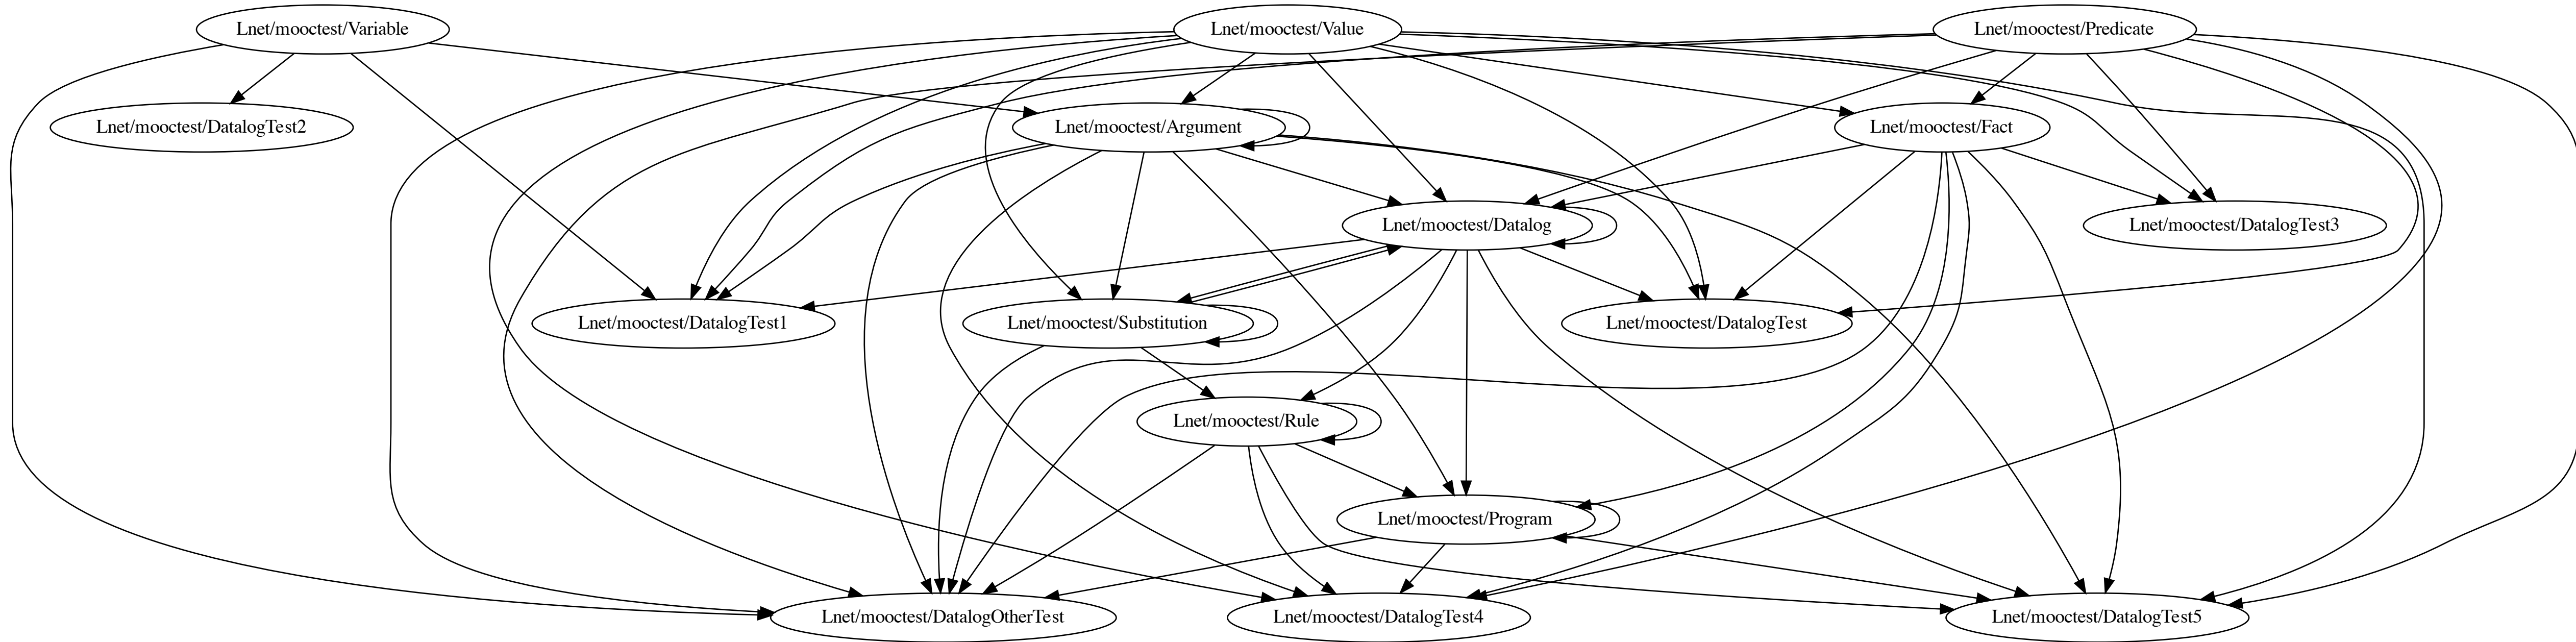 Lnet/mooctest/Variable
Lnet/mooctest/Value
Lnet/mooctest/Predicate
Lnet/mooctest/DatalogTest2
Lnet/mooctest/Argument
Lnet/mooctest/Fact
Lnet/mooctest/Datalog
Lnet/mooctest/DatalogTest3
Lnet/mooctest/DatalogTest1
Lnet/mooctest/Substitution
Lnet/mooctest/DatalogTest
Lnet/mooctest/Rule
Lnet/mooctest/Program
Lnet/mooctest/DatalogOtherTest
Lnet/mooctest/DatalogTest4
Lnet/mooctest/DatalogTest5